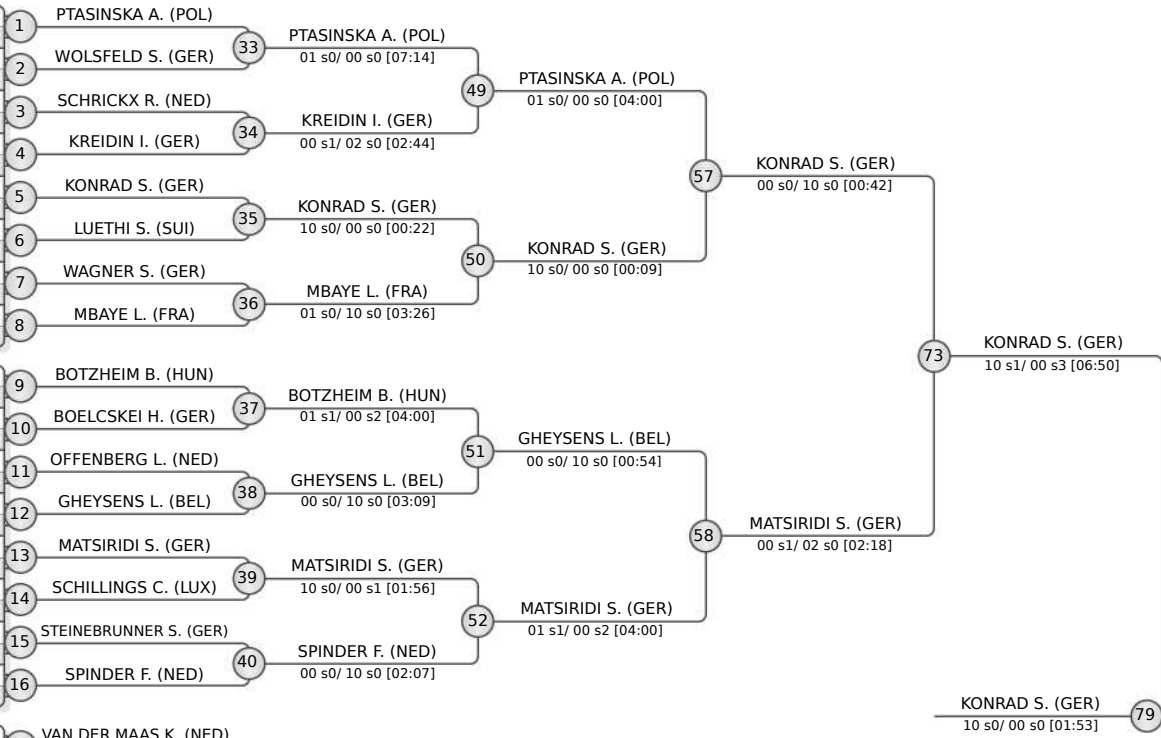 1
PTASINSKA A. (POL)
2
WOLSFELD S. (GER)
3
SCHRICKX R. (NED)
4
KREIDIN I. (GER)
5
KONRAD S. (GER)
6
LUETHI S. (SUI)
7
WAGNER S. (GER)
8
MBAYE L. (FRA)
9
BOTZHEIM B. (HUN)
10
BOELCSKEI H. (GER)
11
OFFENBERG L. (NED)
12
GHEYSENS L. (BEL)
13
MATSIRIDI S. (GER)
14
SCHILLINGS C. (LUX)
15
STEINEBRUNNER S. (GER)
16
SPINDER F. (NED)
VAN DER MAAS K. (NED)
33
PTASINSKA A. (POL)
01 s0/ 00 s0 [07:14]
34
KREIDIN I. (GER)
00 s1/ 02 s0 [02:44]
35
KONRAD S. (GER)
10 s0/ 00 s0 [00:22]
36
MBAYE L. (FRA)
01 s0/ 10 s0 [03:26]
37
BOTZHEIM B. (HUN)
01 s1/ 00 s2 [04:00]
38
GHEYSENS L. (BEL)
00 s0/ 10 s0 [03:09]
39
MATSIRIDI S. (GER)
10 s0/ 00 s1 [01:56]
40
SPINDER F. (NED)
00 s0/ 10 s0 [02:07]
49
PTASINSKA A. (POL)
01 s0/ 00 s0 [04:00]
50
KONRAD S. (GER)
10 s0/ 00 s0 [00:09]
51
GHEYSENS L. (BEL)
00 s0/ 10 s0 [00:54]
52
MATSIRIDI S. (GER)
01 s1/ 00 s2 [04:00]
57
KONRAD S. (GER)
00 s0/ 10 s0 [00:42]
58
MATSIRIDI S. (GER)
00 s1/ 02 s0 [02:18]
73
KONRAD S. (GER)
10 s1/ 00 s3 [06:50]
KONRAD S. (GER)
10 s0/ 00 s0 [01:53]
79